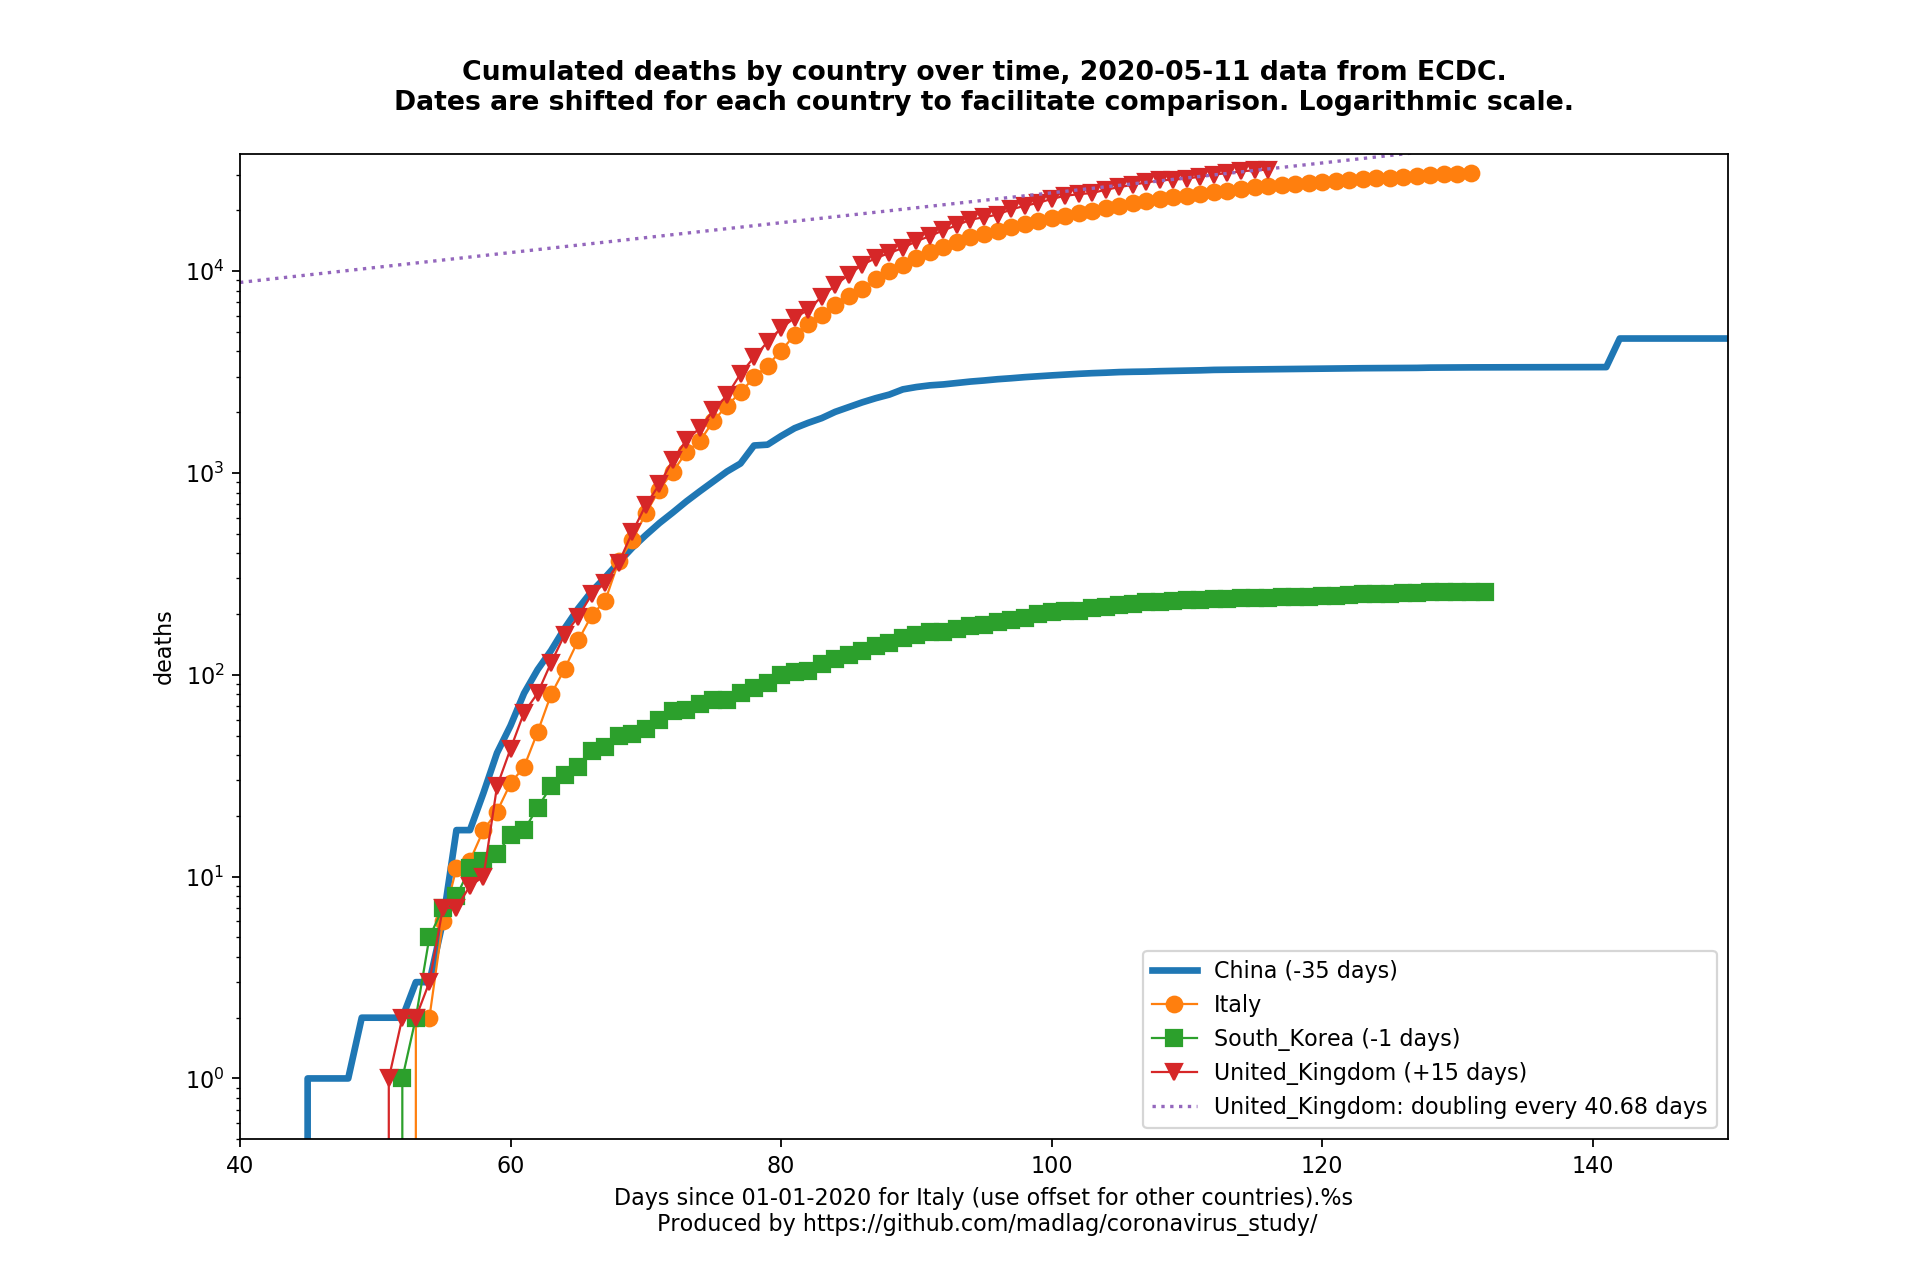 Cumulated deaths by country over time, 2020-05-11 data from ECDC.
Dates are shifted for each country to facilitate comparison. Logarithmic scale.
deaths
10⁴
10³
10²
10¹
10⁰
40 60 80 100 120 140
China (-35 days)
Italy
South_Korea (-1 days)
United_Kingdom (+15 days)
United_Kingdom: doubling every 40.68 days
Days since 01-01-2020 for Italy (use offset for other countries).%s
Produced by https://github.com/madlag/coronavirus_study/